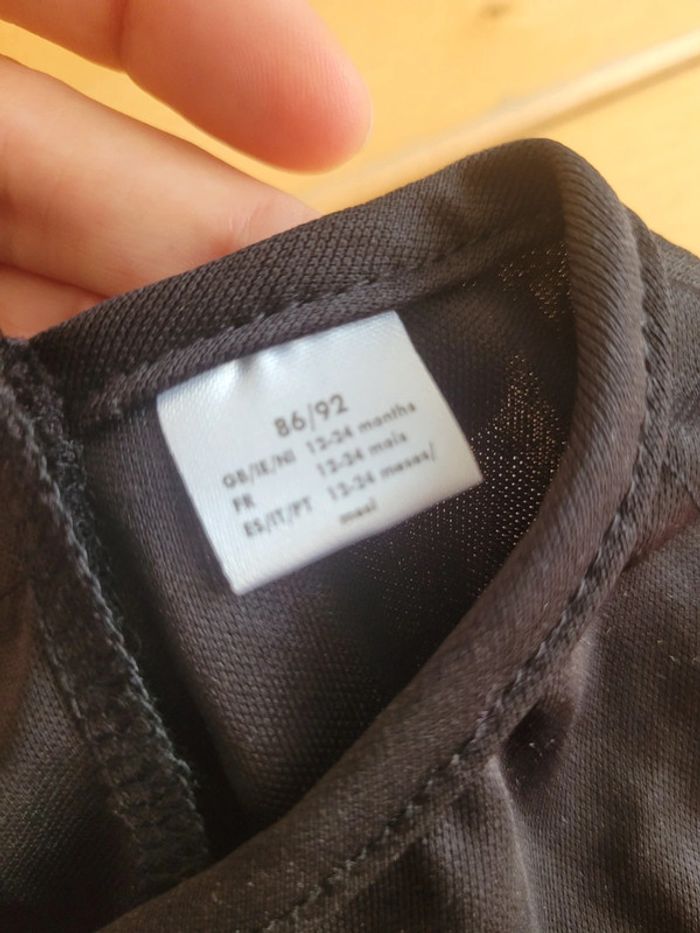 86/92
GB/IE/NI 12-24 months
FR 12-24 mois
ES/IT/PT 12-24 meses/
mesi